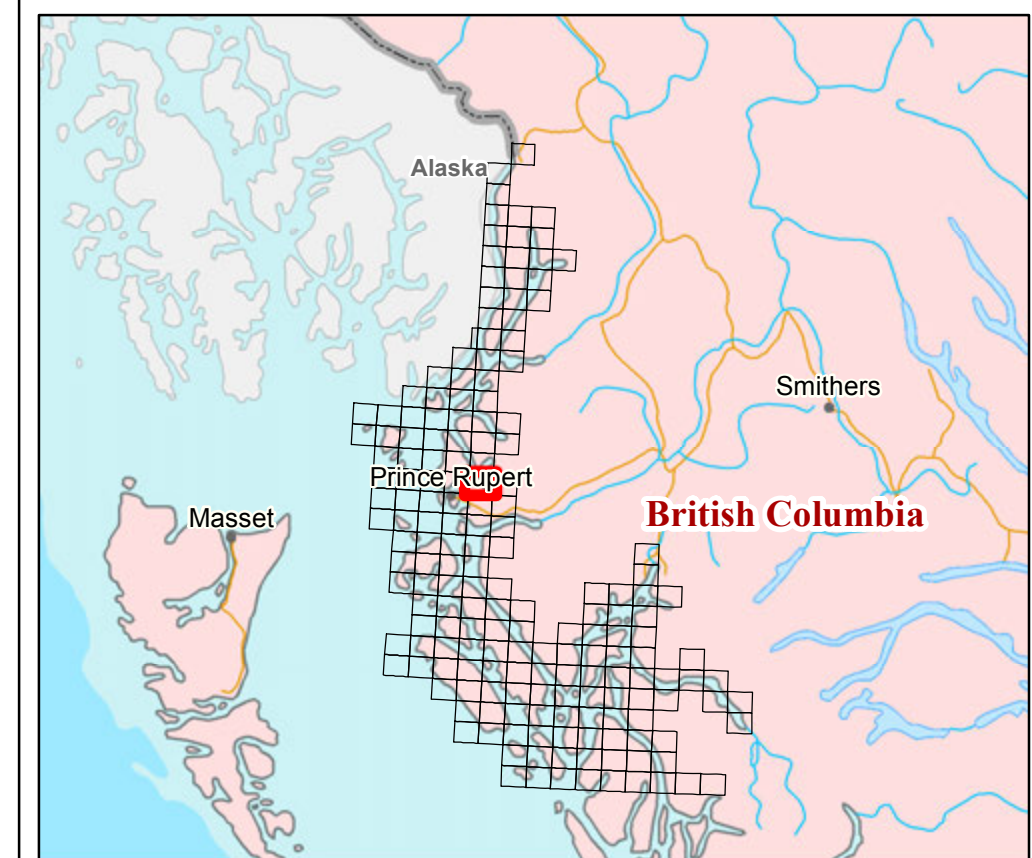 Alaska
Smithers
Prince Rupert
British Columbia
Masset